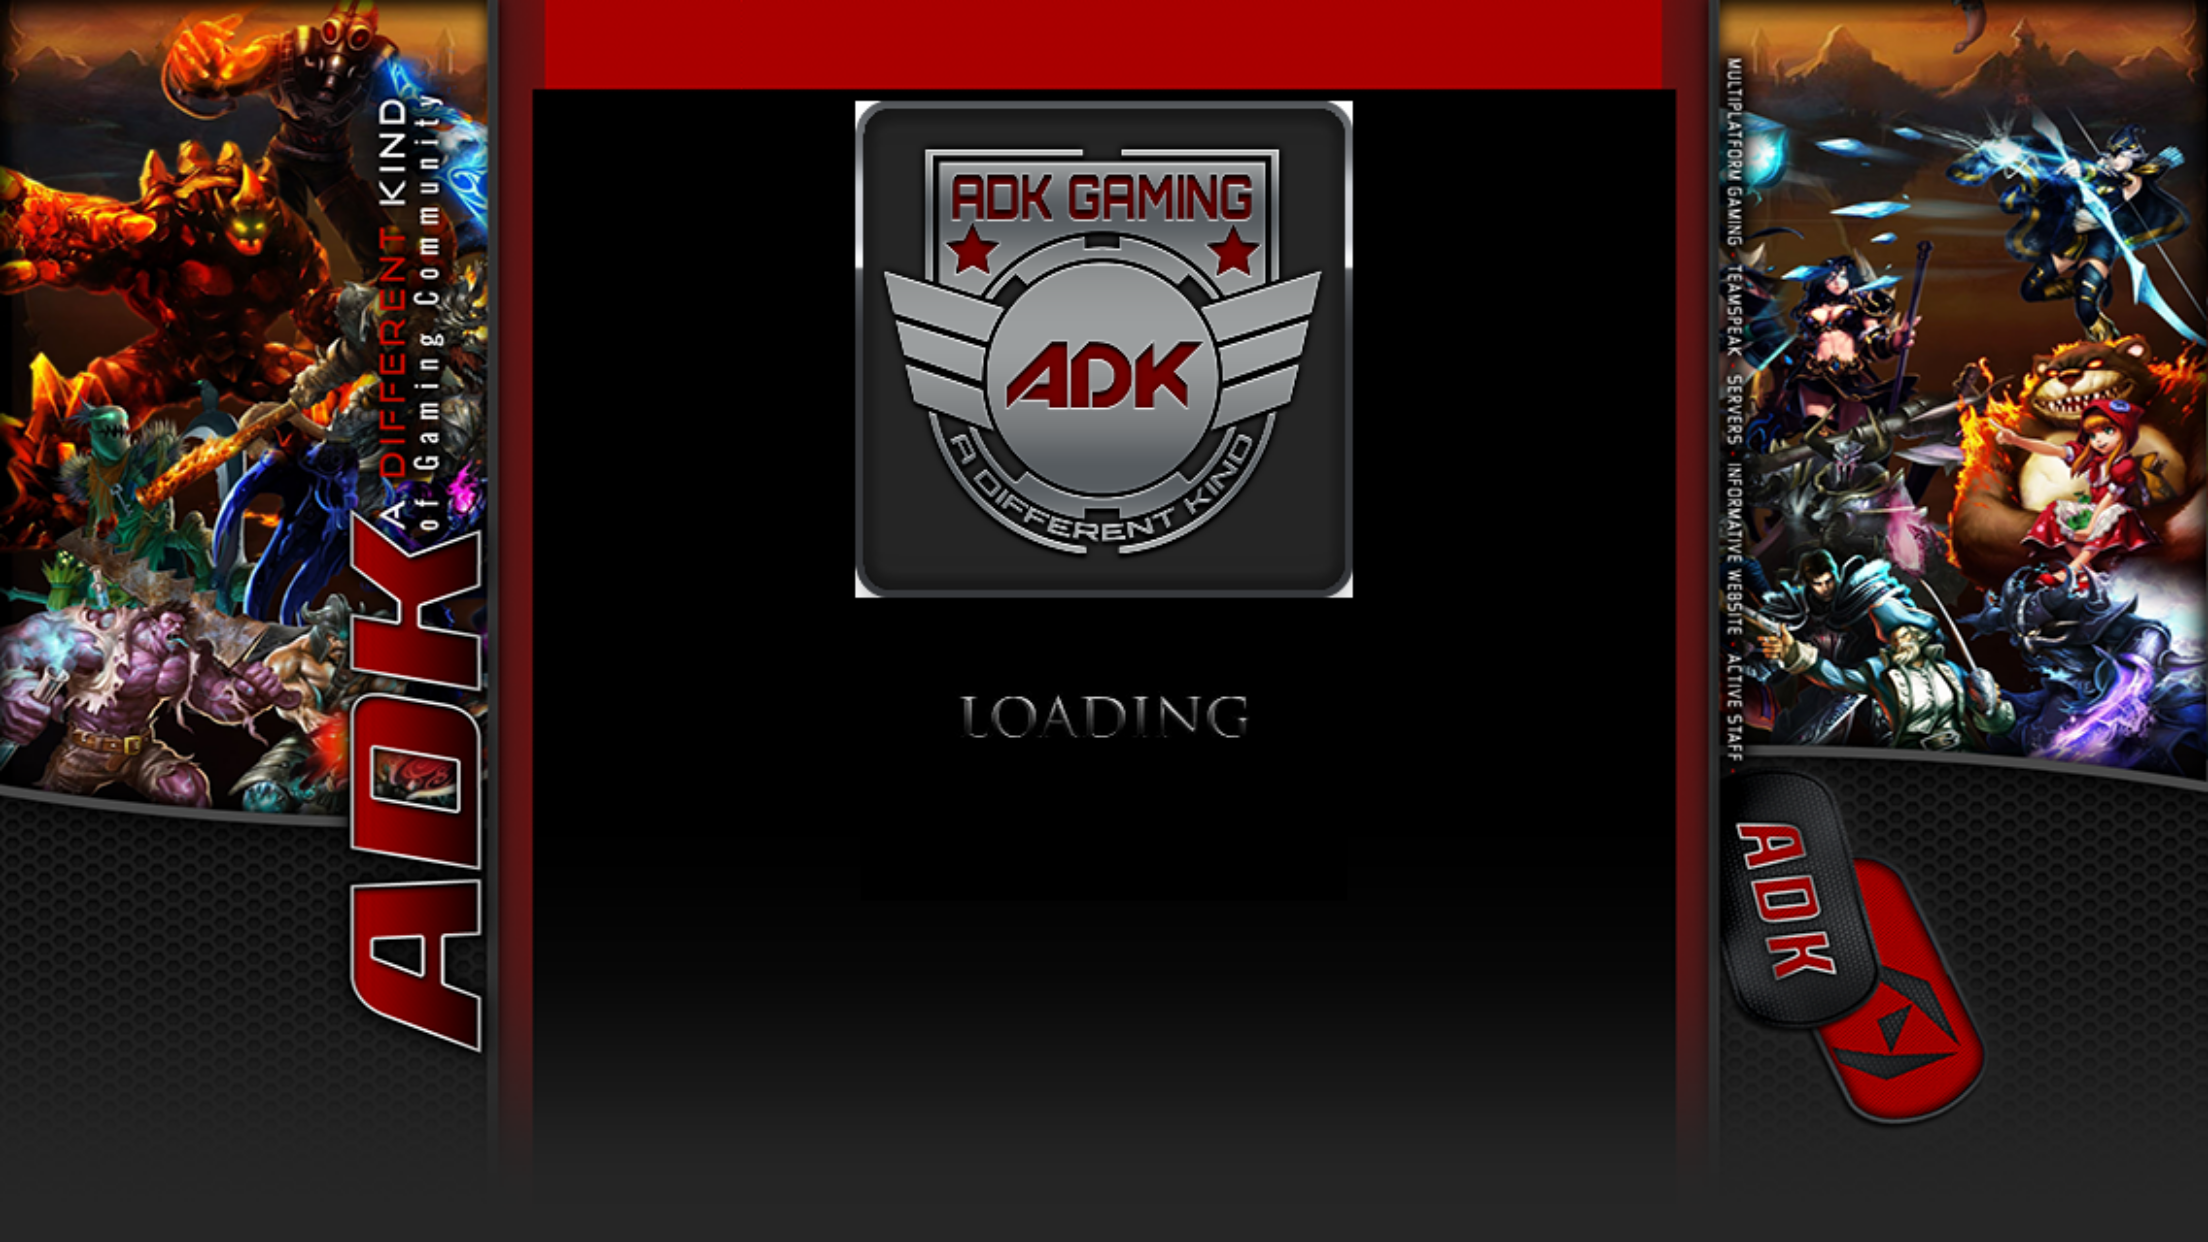 ADK
A DIFFERENT KIND
of Gaming Community
ADK GAMING
ADK
A DIFFERENT KIND
LOADING
MULTIPLATFORM GAMING · TEAMSPEAK · SERVERS · INFORMATIVE WEBSITE · ACTIVE STAFF ·
ADK